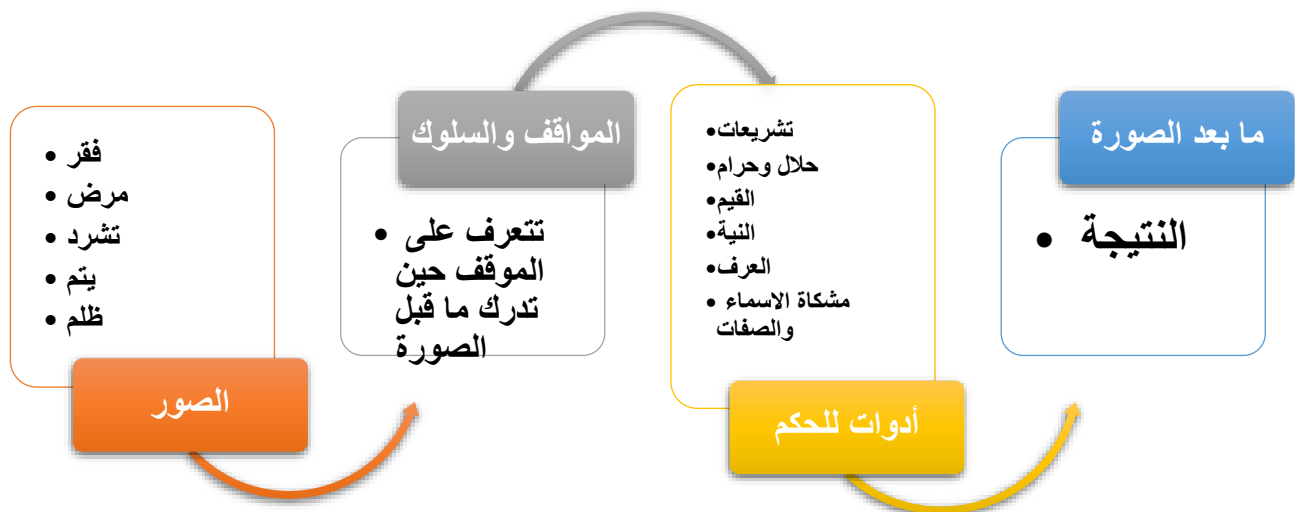 • فقر
• مرض
• تشرد
• يتم
• ظلم
الصور
المواقف والسلوك
• تتعرف على
الموقف حين
تدرك ما قبل
الصورة
•تشريعات
•حلال وحرام
•القيم
•النية
•العرف
• مشكاة الاسماء
والصفات
أدوات للحكم
ما بعد الصورة
• النتيجة